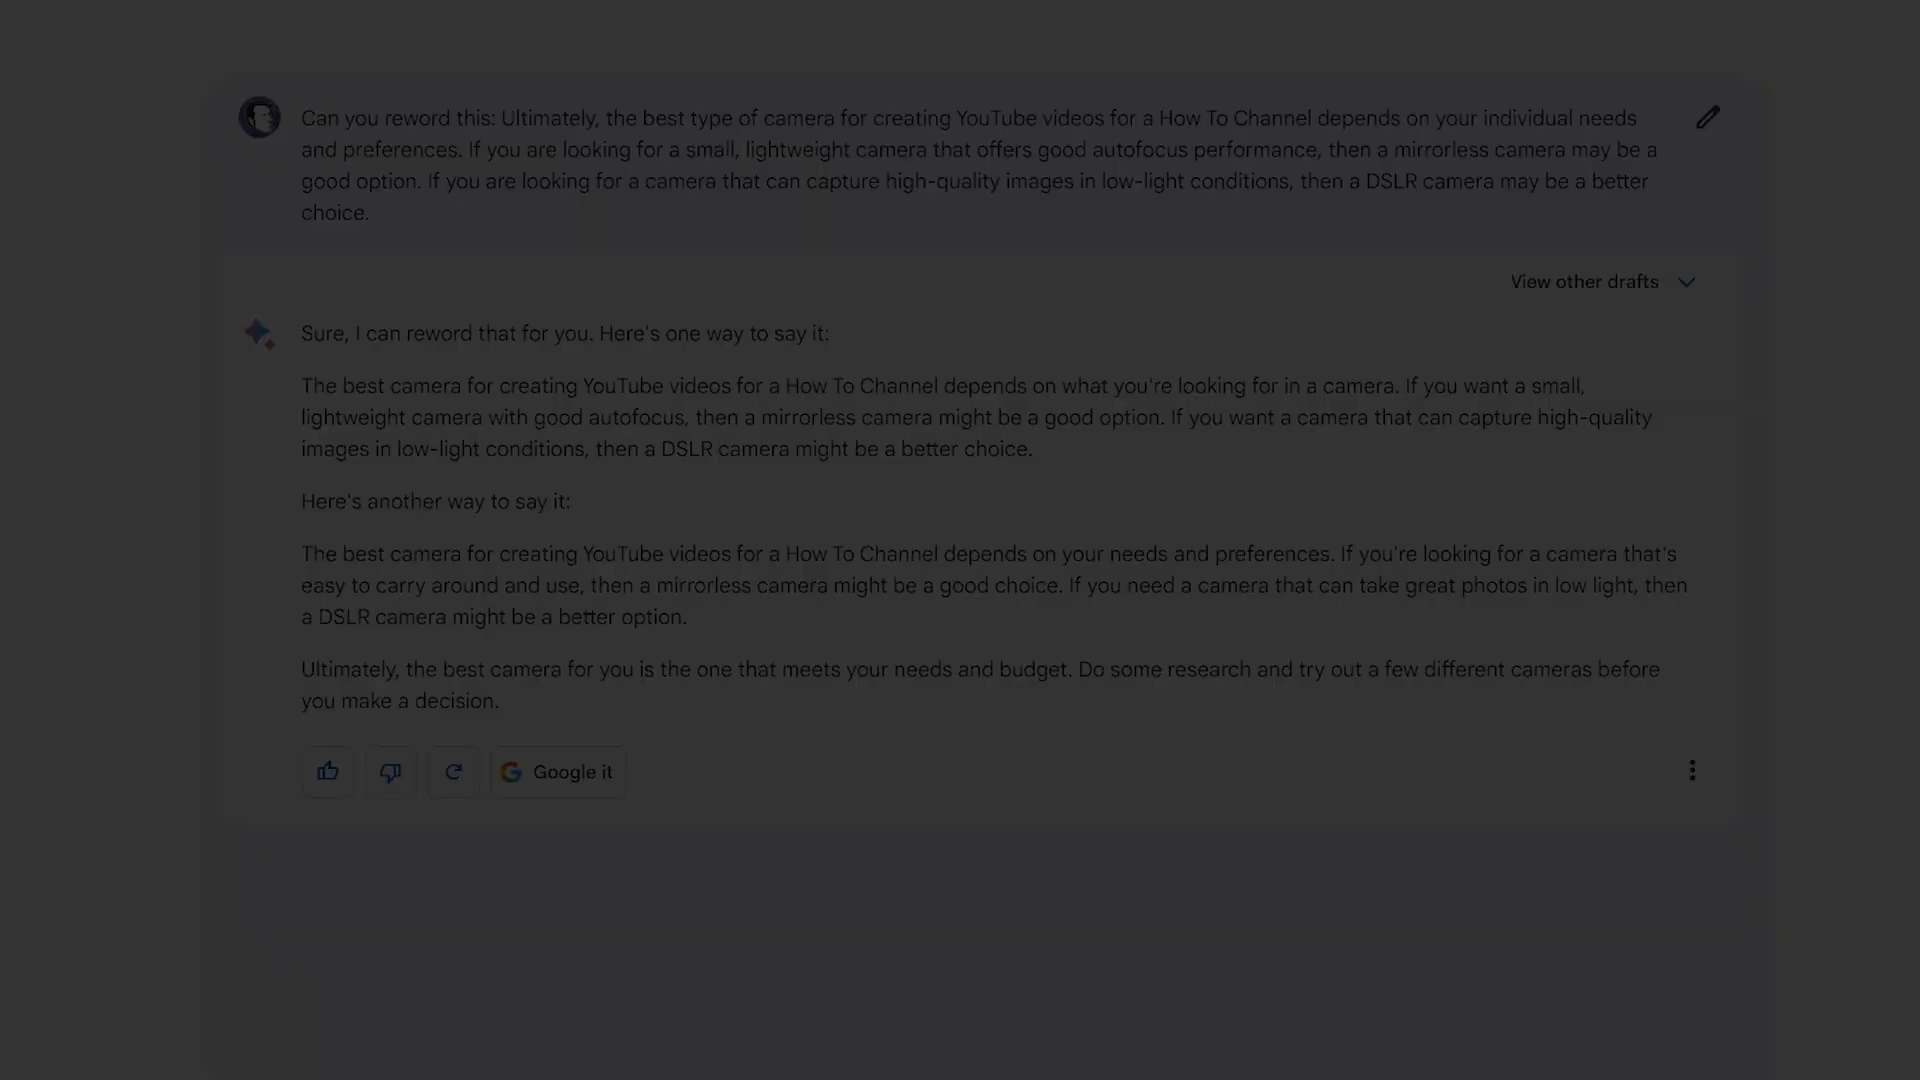 Can you reword this: Ultimately, the best type of camera for creating YouTube videos for a How To Channel depends on your individual needs
and preferences. If you are looking for a small, lightweight camera that offers good autofocus performance, then a mirrorless camera may be a
good option. If you are looking for a camera that can capture high-quality images in low-light conditions, then a DSLR camera may be a better
choice.
View other drafts
Sure, I can reword that for you. Here's one way to say it:
The best camera for creating YouTube videos for a How To Channel depends on what you're looking for in a camera. If you want a small,
lightweight camera with good autofocus, then a mirrorless camera might be a good option. If you want a camera that can capture high-quality
images in low-light conditions, then a DSLR camera might be a better choice.
Here's another way to say it:
The best camera for creating YouTube videos for a How To Channel depends on your needs and preferences. If you're looking for a camera that's
easy to carry around and use, then a mirrorless camera might be a good choice. If you need a camera that can take great photos in low light, then
a DSLR camera might be a better option.
Ultimately, the best camera for you is the one that meets your needs and budget. Do some research and try out a few different cameras before
you make a decision.
Google it